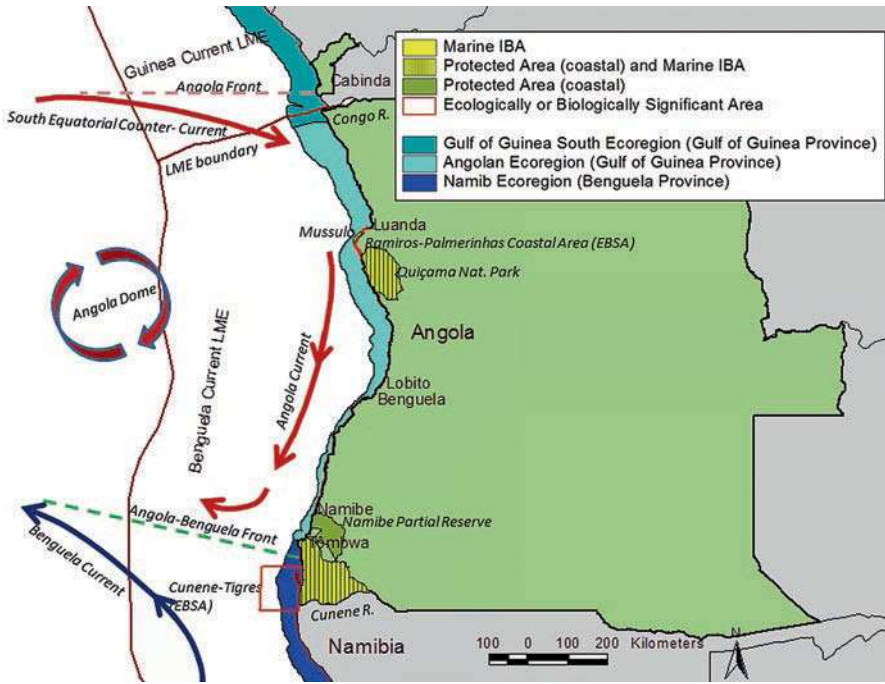 Guinea Current LME
Angola Front
South Equatorial Counter- Current
LME boundary
Cabinda
Congo R.
Marine IBA
Protected Area (coastal) and Marine IBA
Protected Area (coastal)
Ecologically or Biologically Significant Area
Gulf of Guinea South Ecoregion (Gulf of Guinea Province)
Angolan Ecoregion (Gulf of Guinea Province)
Namib Ecoregion (Benguela Province)
Mussulo
Luanda
Ramiros-Palmerinhas Coastal Area (EBSA)
Quiçama Nat. Park
Angola Dome
Benguela Current LME
Angola Current
Angola
Lobito
Benguela
Angola-Benguela Front
Benguela Current
Namibe
Namibe Partial Reserve
Tômbwa
Cunene-Tigres
(EBSA)
Cunene R.
Namibia
100 0 100 200 Kilometers
N